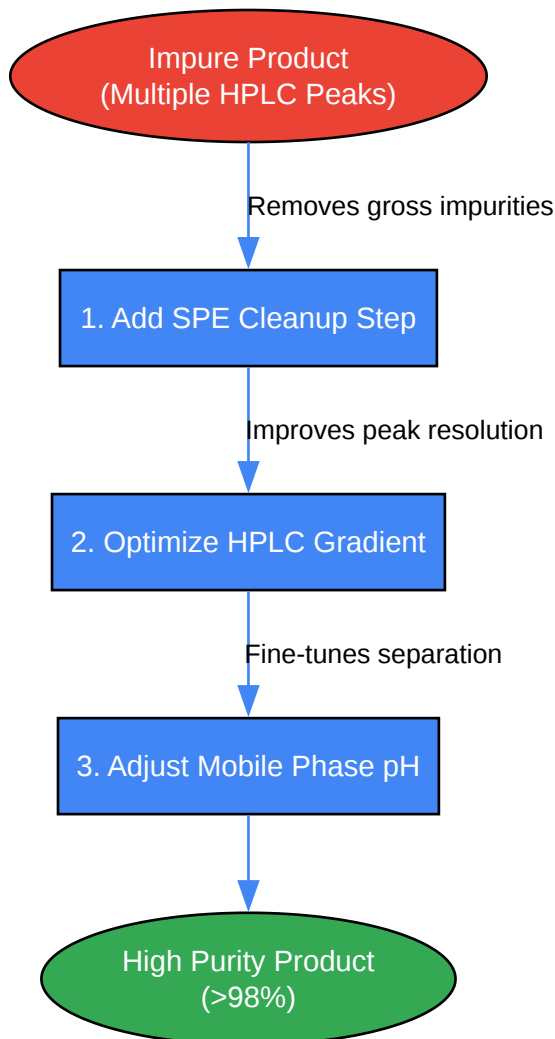 Impure Product
(Multiple HPLC Peaks)
Removes gross impurities
1. Add SPE Cleanup Step
Improves peak resolution
2. Optimize HPLC Gradient
Fine-tunes separation
3. Adjust Mobile Phase pH
High Purity Product
(>98%)